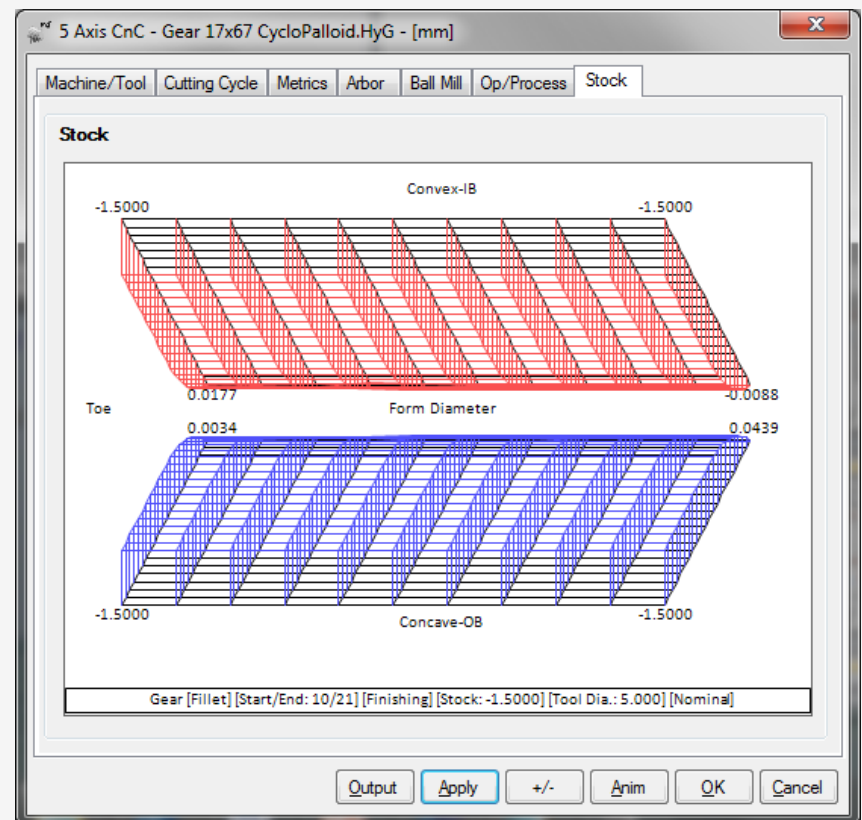 5 Axis CnC - Gear 17x67 CycloPalloid.HyG - [mm]
Machine/Tool Cutting Cycle Metrics Arbor Ball Mill Op/Process Stock
Stock
Convex-IB
-1.5000 -1.5000
0.0177 -0.0088
Toe Form Diameter
0.0034 0.0439
-1.5000 -1.5000
Concave-OB
Gear [Fillet] [Start/End: 10/21] [Finishing] [Stock: -1.5000] [Tool Dia.: 5.000] [Nominal]
Output Apply +/- Anim OK Cancel